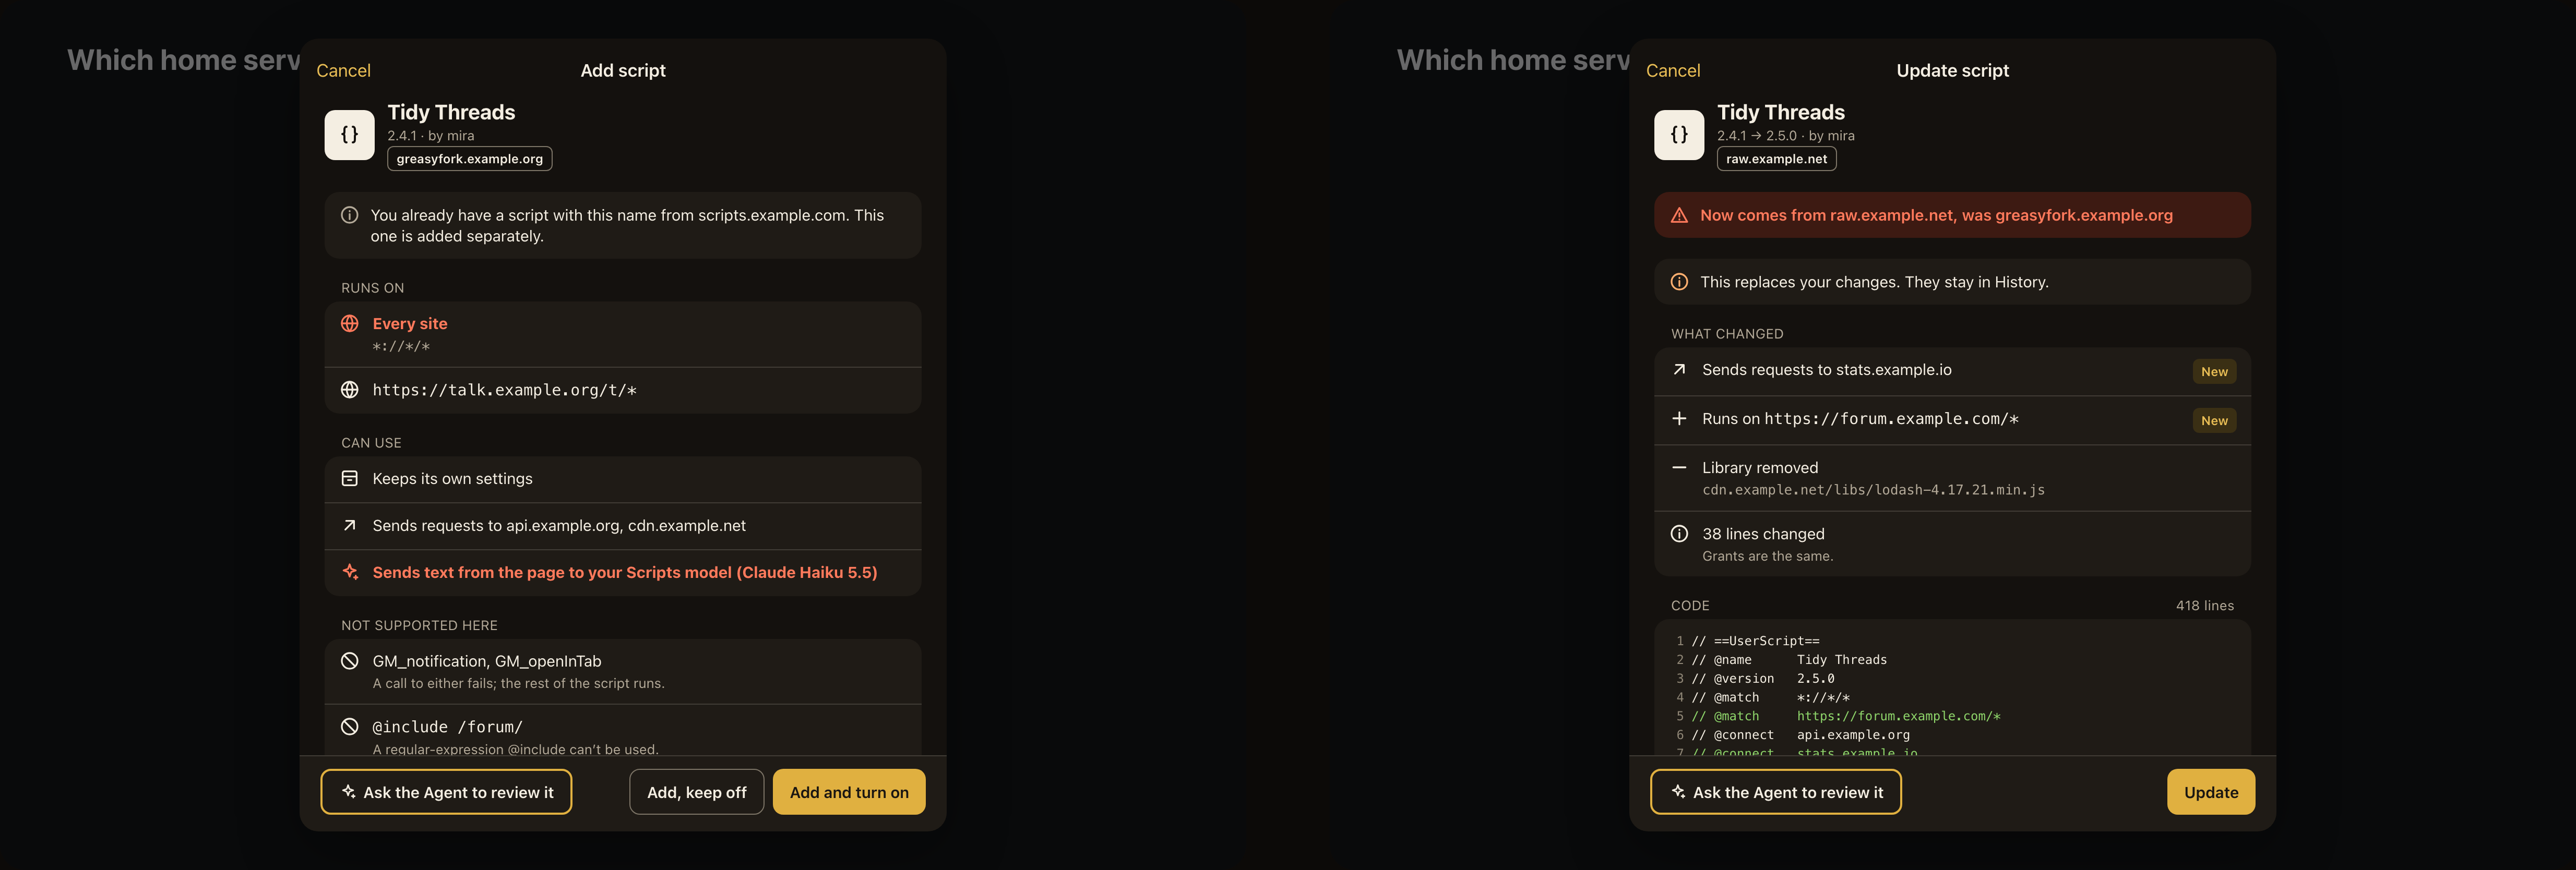 Which home serv
Cancel
Add script
{ }
Tidy Threads
2.4.1 · by mira
greasyfork.example.org
You already have a script with this name from scripts.example.com. This
one is added separately.
RUNS ON
Every site
*://*/*
https://talk.example.org/t/*
CAN USE
Keeps its own settings
Sends requests to api.example.org, cdn.example.net
Sends text from the page to your Scripts model (Claude Haiku 5.5)
NOT SUPPORTED HERE
GM_notification, GM_openInTab
A call to either fails; the rest of the script runs.
@include /forum/
A regular-expression @include can’t be used.
Ask the Agent to review it
Add, keep off
Add and turn on
Which home serv
Cancel
Update script
{ }
Tidy Threads
2.4.1 → 2.5.0 · by mira
raw.example.net
Now comes from raw.example.net, was greasyfork.example.org
This replaces your changes. They stay in History.
WHAT CHANGED
Sends requests to stats.example.io
New
Runs on https://forum.example.com/*
New
Library removed
cdn.example.net/libs/lodash-4.17.21.min.js
38 lines changed
Grants are the same.
CODE
418 lines
1 // ==UserScript==
2 // @name Tidy Threads
3 // @version 2.5.0
4 // @match *://*/*
5 // @match https://forum.example.com/*
6 // @connect api.example.org
7 // @connect stats.example.io
Ask the Agent to review it
Update